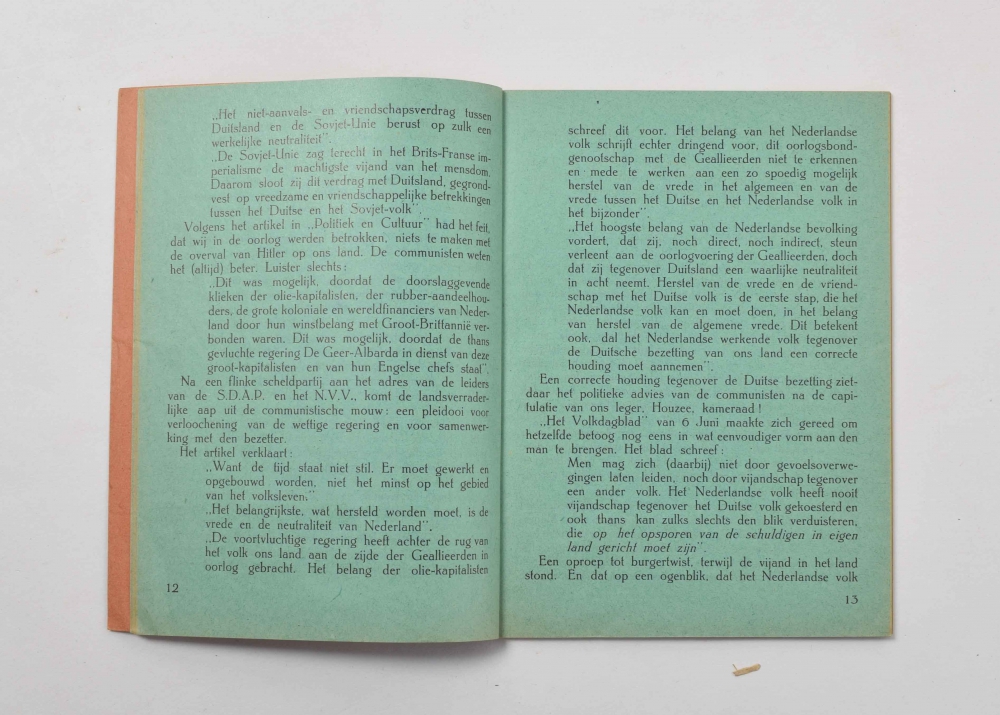 „Het niet-aanvals- en vriendschapsverdrag tussen
Duitsland en de Sovjet-Unie berust op zulk een
werkelijke neutraliteit".
„De Sovjet-Unie zag terecht in het Brits-Franse im-
perialisme de machtigste vijand van het mensdom.
Daarom sloot zij dit verdrag met Duitsland, gegrond-
vest op vreedzame en vriendschappelijke betrekkingen
tussen het Duitse en het Sovjet-volk".
Volgens het artikel in „Politiek en Cultuur" had het feit,
dat wij in de oorlog werden betrokken, niets te maken met
de overval van Hitler op ons land. De communisten weten
het (altijd) beter. Luister slechts:
„Dit was mogelijk, doordat de doorslaggevende
klieken der olie-kapitalisten, der rubber-aandeelhou-
ders, de grote koloniale en wereldfinanciers van Neder-
land door hun winstbelang met Groot-Brittannië ver-
bonden waren. Dit was mogelijk, doordat de thans
gevluchte regering De Geer-Albarda in dienst van deze
groot-kapitalisten en van hun Engelse chefs staat".
Na een flinke scheldpartij aan het adres van de leiders
van de S.D.A.P. en het N.V.V., komt de landsverrader-
lijke aap uit de communistische mouw: een pleidooi voor
verloochening van de wettige regering en voor samenwer-
king met den bezetter.
Het artikel verklaart:
„Want de tijd staat niet stil. Er moet gewerkt en
opgebouwd worden, niet het minst op het gebied
van het volksleven."
„Het belangrijkste, wat hersteld worden moet, is de
vrede en de neutraliteit van Nederland".
„De voortvluchtige regering heeft achter de rug van
het volk ons land aan de zijde der Geallieerden in
oorlog gebracht. Het belang der olie-kapitalisten
12
schreef dit voor. Het belang van het Nederlandse
volk schrijft echter dringend voor, dit oorlogsbond-
genootschap met de Geallieerden niet te erkennen
en mede te werken aan een zo spoedig mogelijk
herstel van de vrede in het algemeen en van de
vrede tussen het Duitse en het Nederlandse volk in
het bijzonder".
„Het hoogste belang van de Nederlandse bevolking
vordert, dat zij, noch direct, noch indirect, steun
verleent aan de oorlogvoering der Geallieerden, doch
dat zij tegenover Duitsland een waarlijke neutraliteit
in acht neemt. Herstel van de vrede en de vriend-
schap met het Duitse volk is de eerste stap, die het
Nederlandse volk kan en moet doen, in het belang
van herstel van de algemene vrede. Dit betekent
ook, dal het Nederlandse werkende volk tegenover
de Duitsche bezetting van ons land een correcte
houding moet aannemen".
Een correcte houding tegenover de Duitse bezetting ziet-
daar het politieke advies van de communisten na de capi-
tulatie van ons leger. Houzee, kameraad!
„Het Volkdagblad" van 6 Juni maakte zich gereed om
hetzelfde betoog nog eens in wat eenvoudiger vorm aan den
man te brengen. Het blad schreef:
Men mag zich (daarbij) niet door gevoelsoverwe-
gingen laten leiden, noch door vijandschap tegenover
een ander volk. Het Nederlandse volk heeft nooit
vijandschap tegenover het Duitse volk gekoesterd en
ook thans kan zulks slechts den blik verduisteren,
die op het opsporen van de schuldigen in eigen
land gericht moet zijn".
Een oproep tot burgertwist, terwijl de vijand in het land
stond. En dat op een ogenblik, dat het Nederlandse volk
13